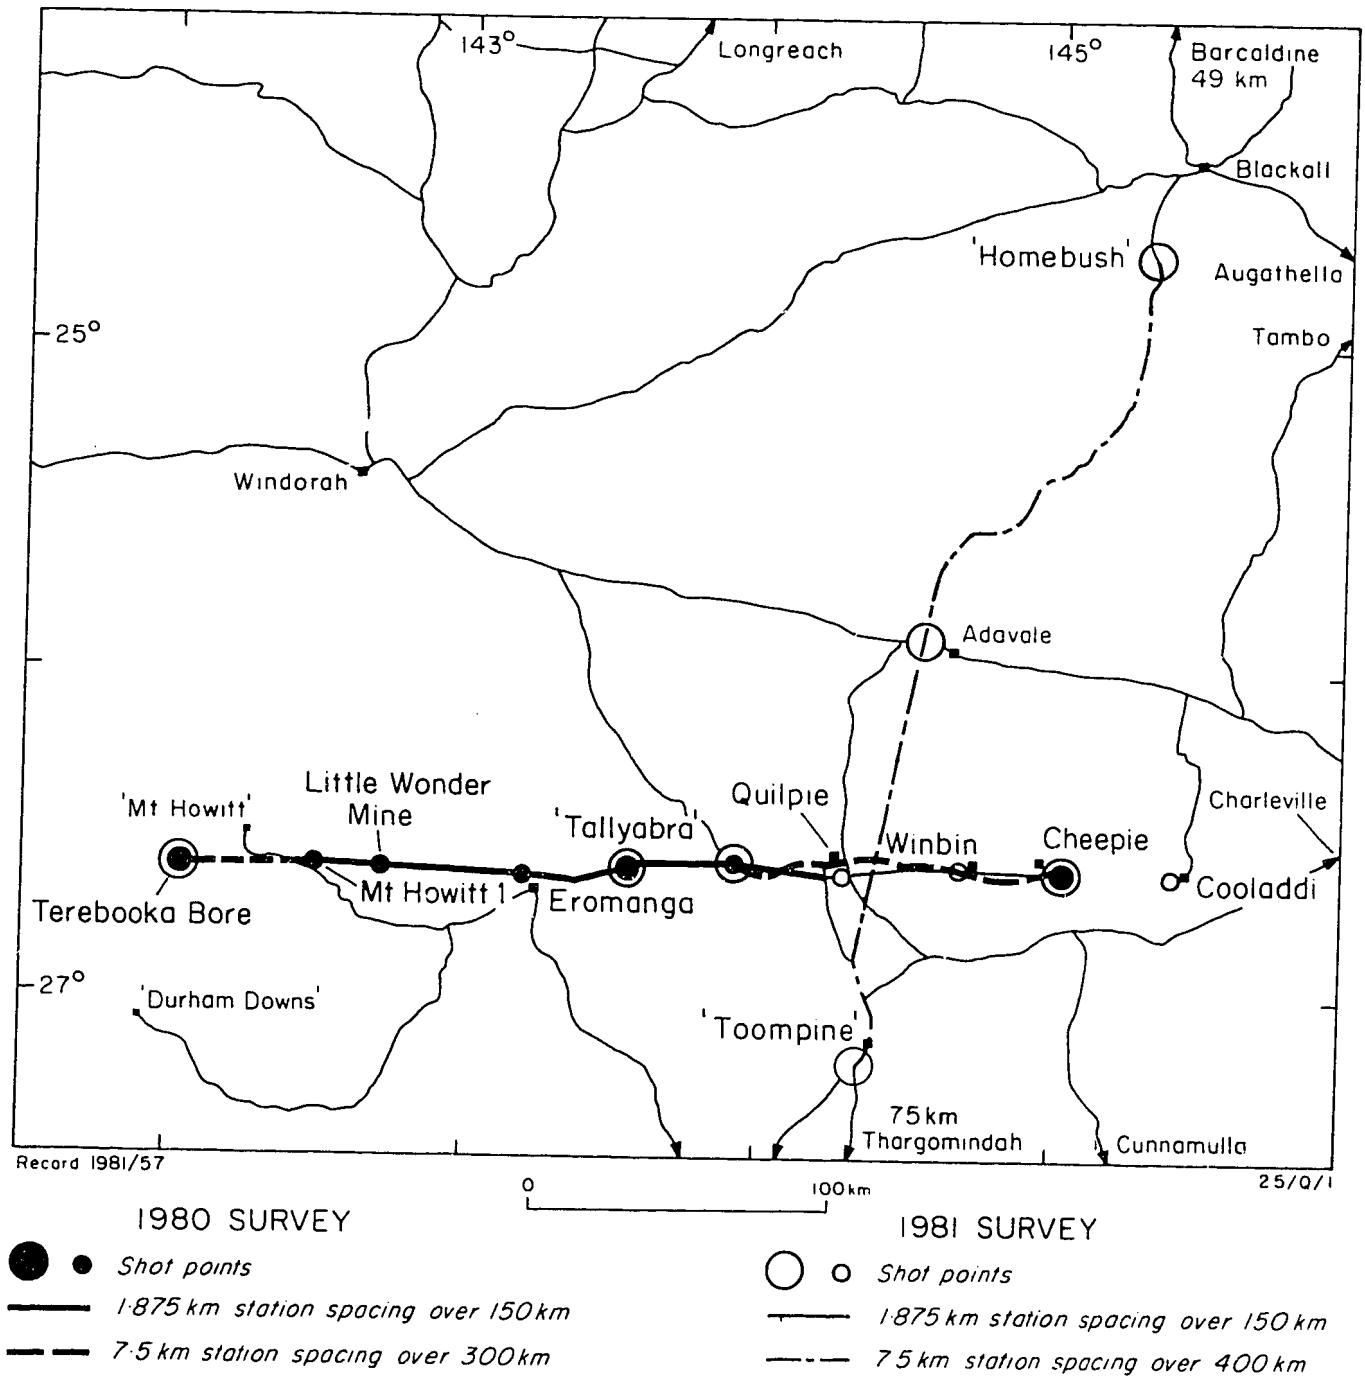 143°
Longreach
145°
Barcaldine
49 km
Blackall
'Homebush'
Augathella
25°
Tambo
Windorah
Adavale
Little Wonder
Mine
'Mt Howitt'
'Tallyabra'
Quilpie
Winbin
Cheepie
Charleville
Mt Howitt 1
Eromanga
Cooladdi
Terebooka Bore
27°
'Durham Downs'
'Toompine'
75 km
Thargomindah
Cunnamulla
Record 1981/57
0
100 km
25/Q/1
1980 SURVEY
Shot points
1·875 km station spacing over 150 km
7·5 km station spacing over 300 km
1981 SURVEY
Shot points
1·875 km station spacing over 150 km
7 5 km station spacing over 400 km